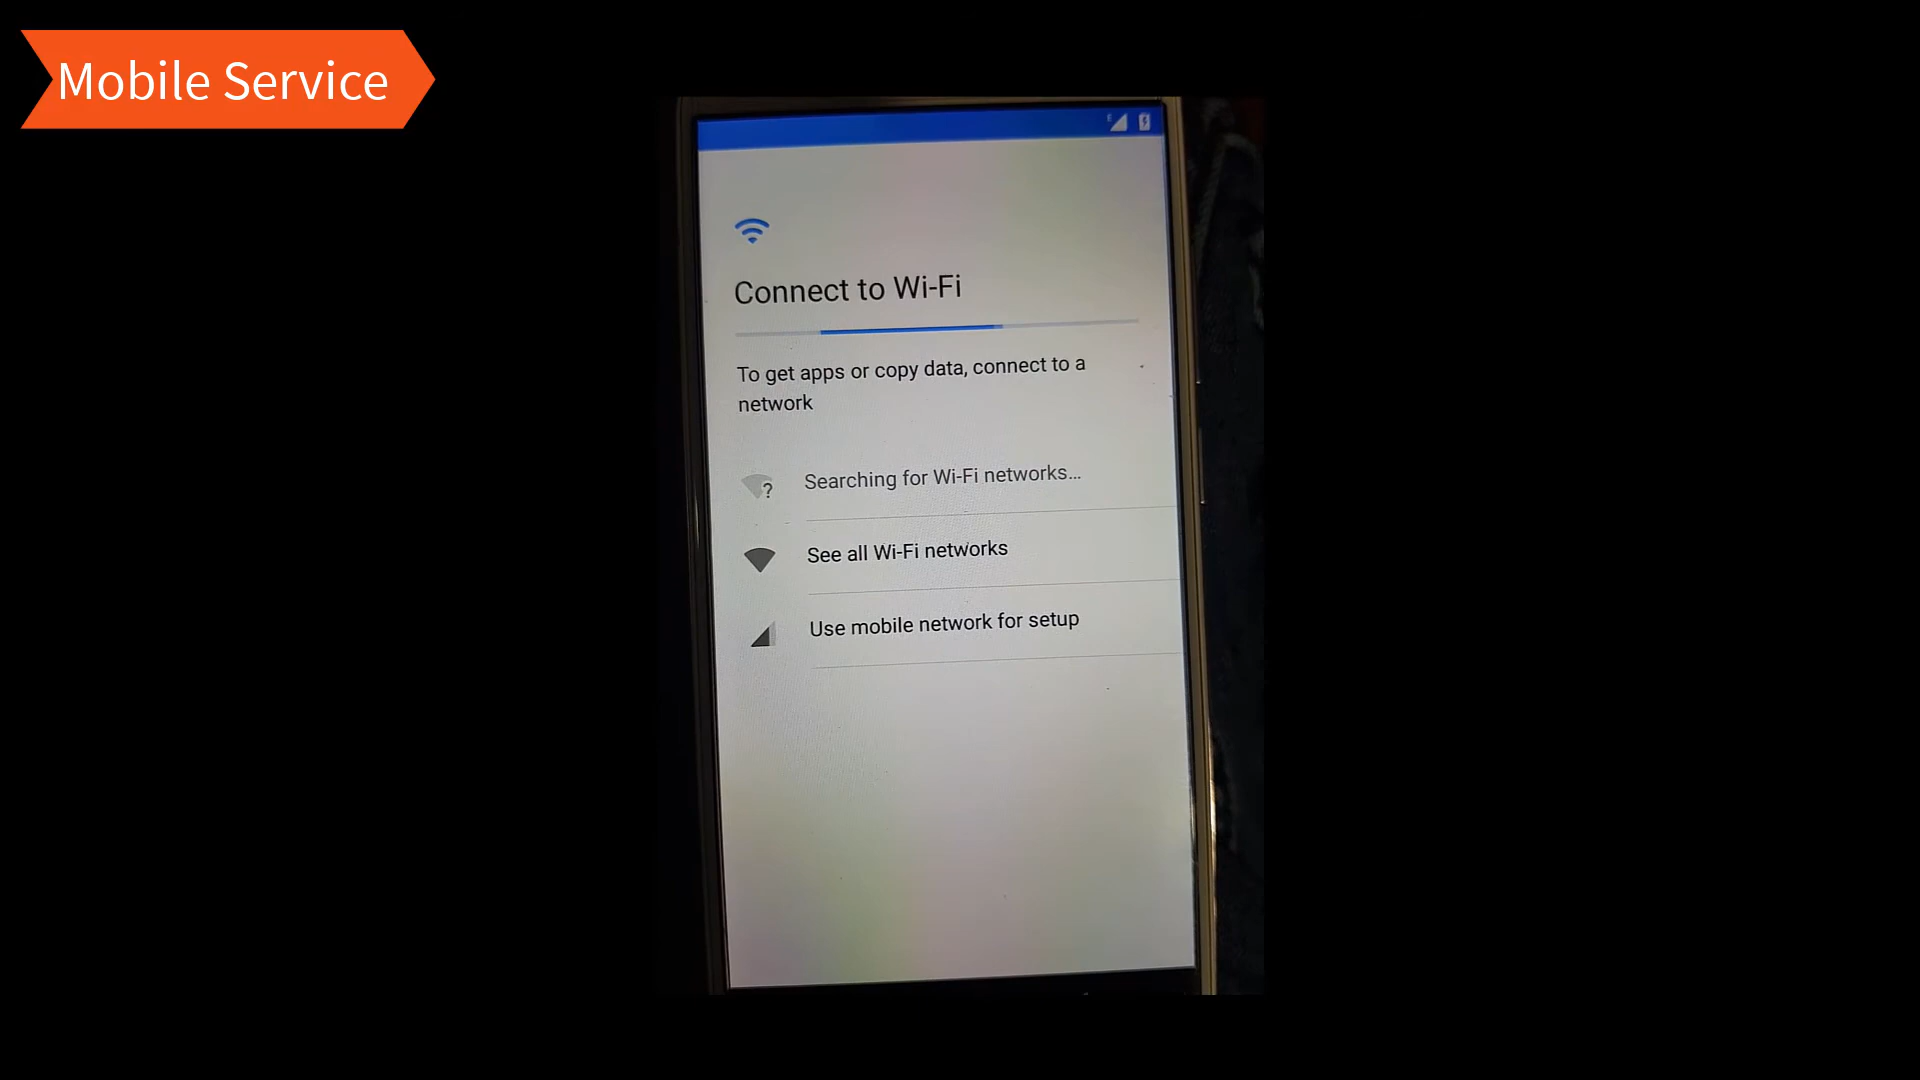 Mobile Service
E
Connect to Wi-Fi
To get apps or copy data, connect to a
network
?
Searching for Wi-Fi networks...
See all Wi-Fi networks
Use mobile network for setup